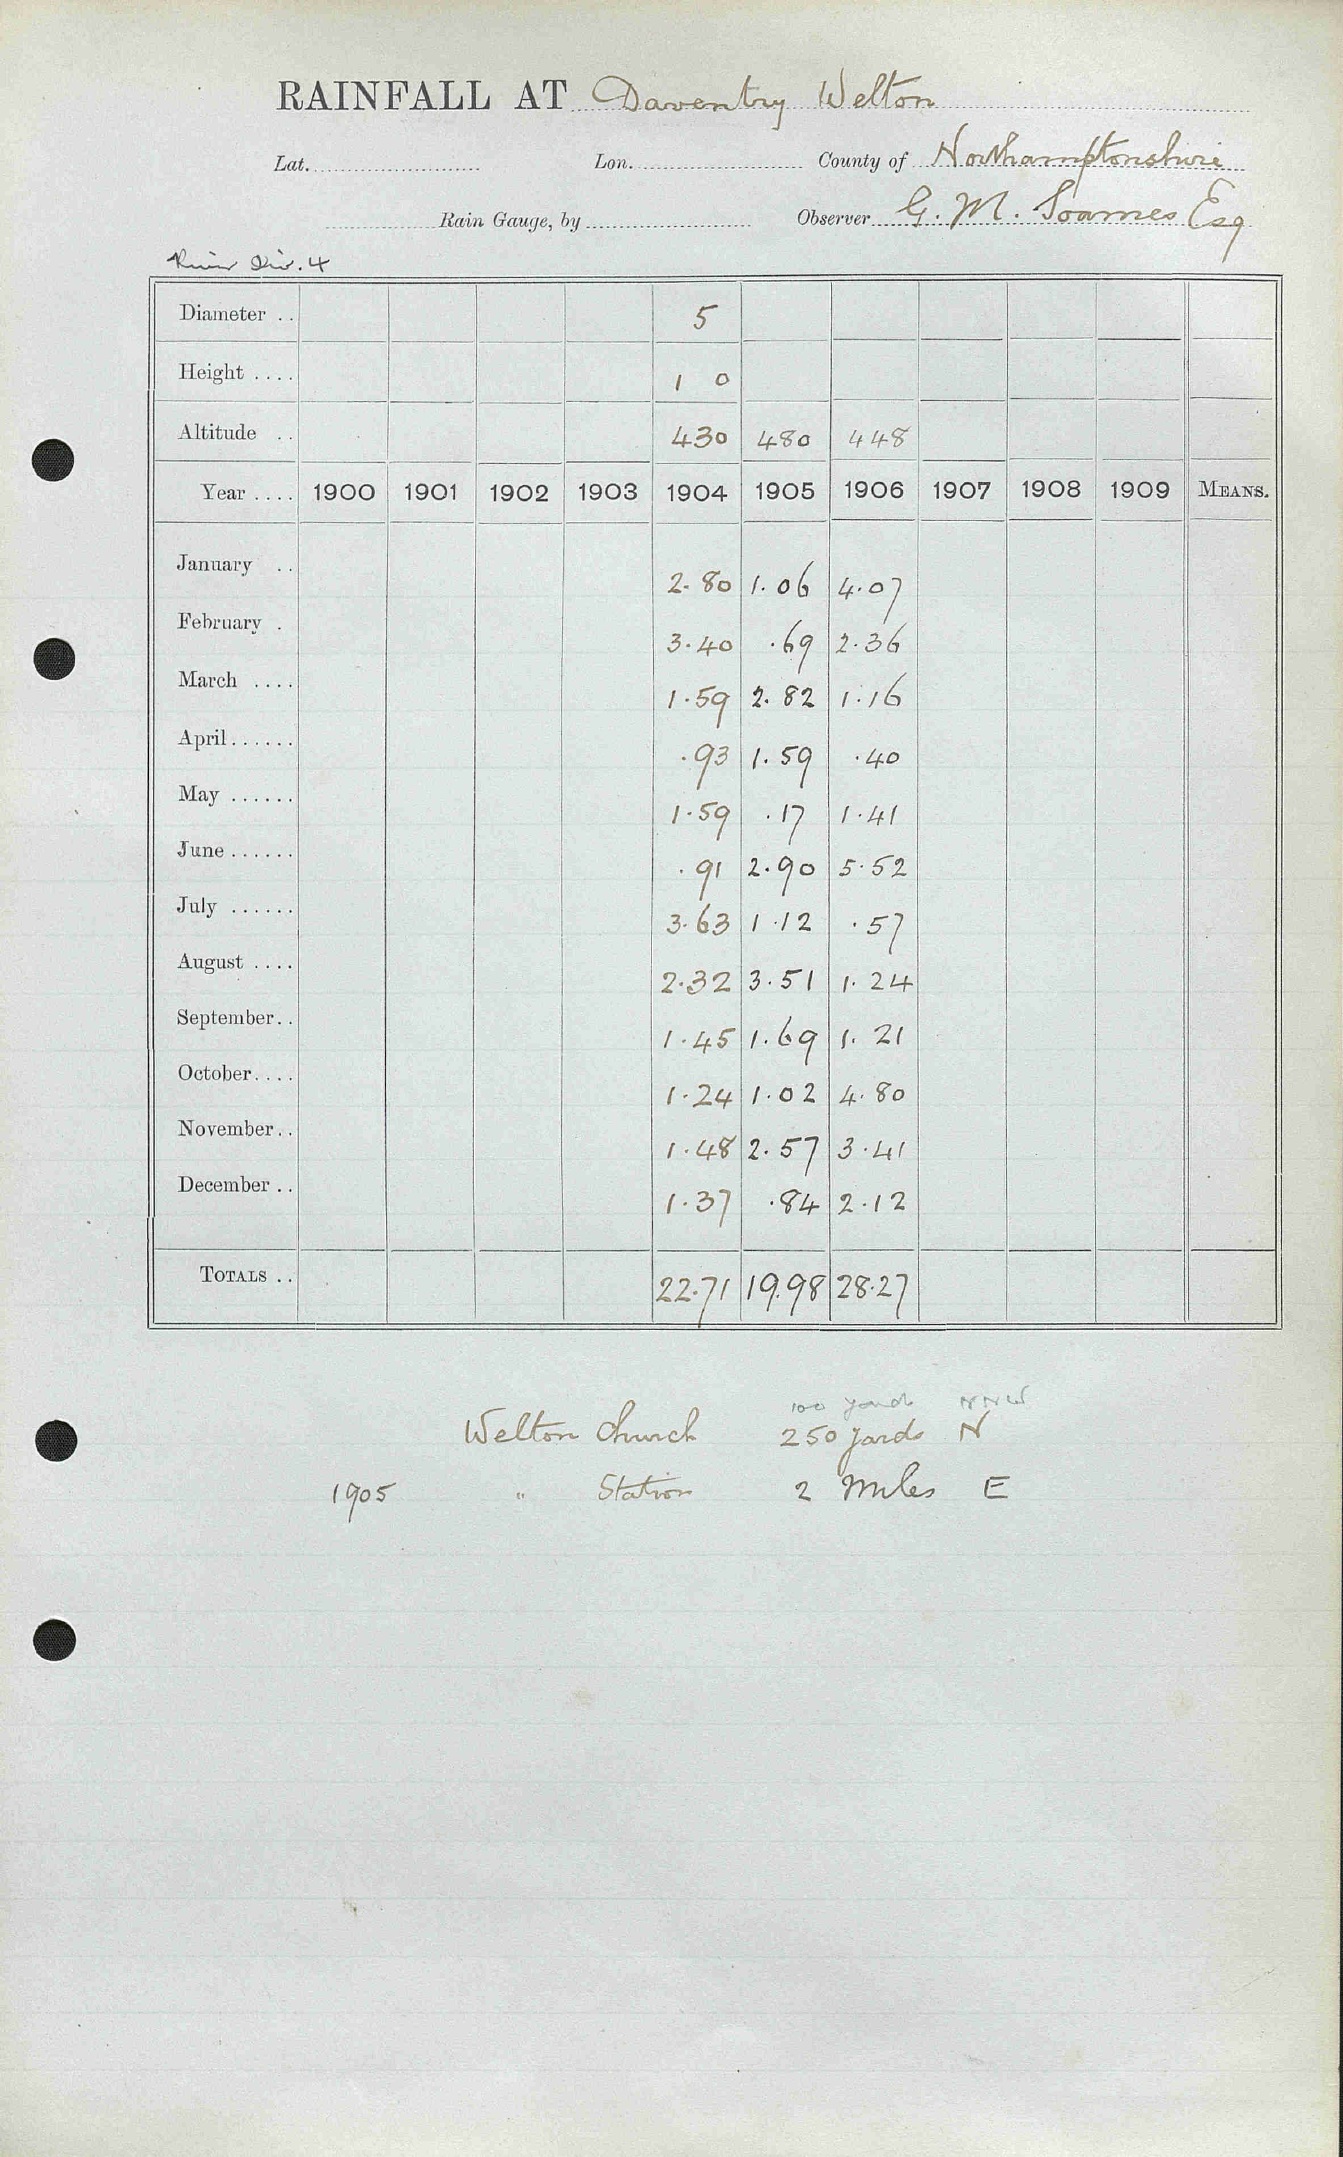 RAINFALL AT Daventry Welton
Lat. Lon. County of Northamptonshire
Rain Gauge, by Observer G. M. Soames Esq
River Div. 4
Diameter .. 5
Height .... 1 0
Altitude .. 430 480 448
Year .... 1900 1901 1902 1903 1904 1905 1906 1907 1908 1909 MEANS.
January .. 2.80 1.06 4.07
February . 3.40 .69 2.36
March .... 1.59 2.82 1.16
April...... .93 1.59 .40
May ...... 1.59 .17 1.41
June ...... .91 2.90 5.52
July ...... 3.63 1.12 .57
August .... 2.32 3.51 1.24
September.. 1.45 1.69 1.21
October.... 1.24 1.02 4.80
November.. 1.48 2.57 3.41
December .. 1.37 .84 2.12
TOTALS .. 22.71 19.98 28.27
100 yards NNW
Welton Church 250 yards N
1905 " Station 2 Miles E